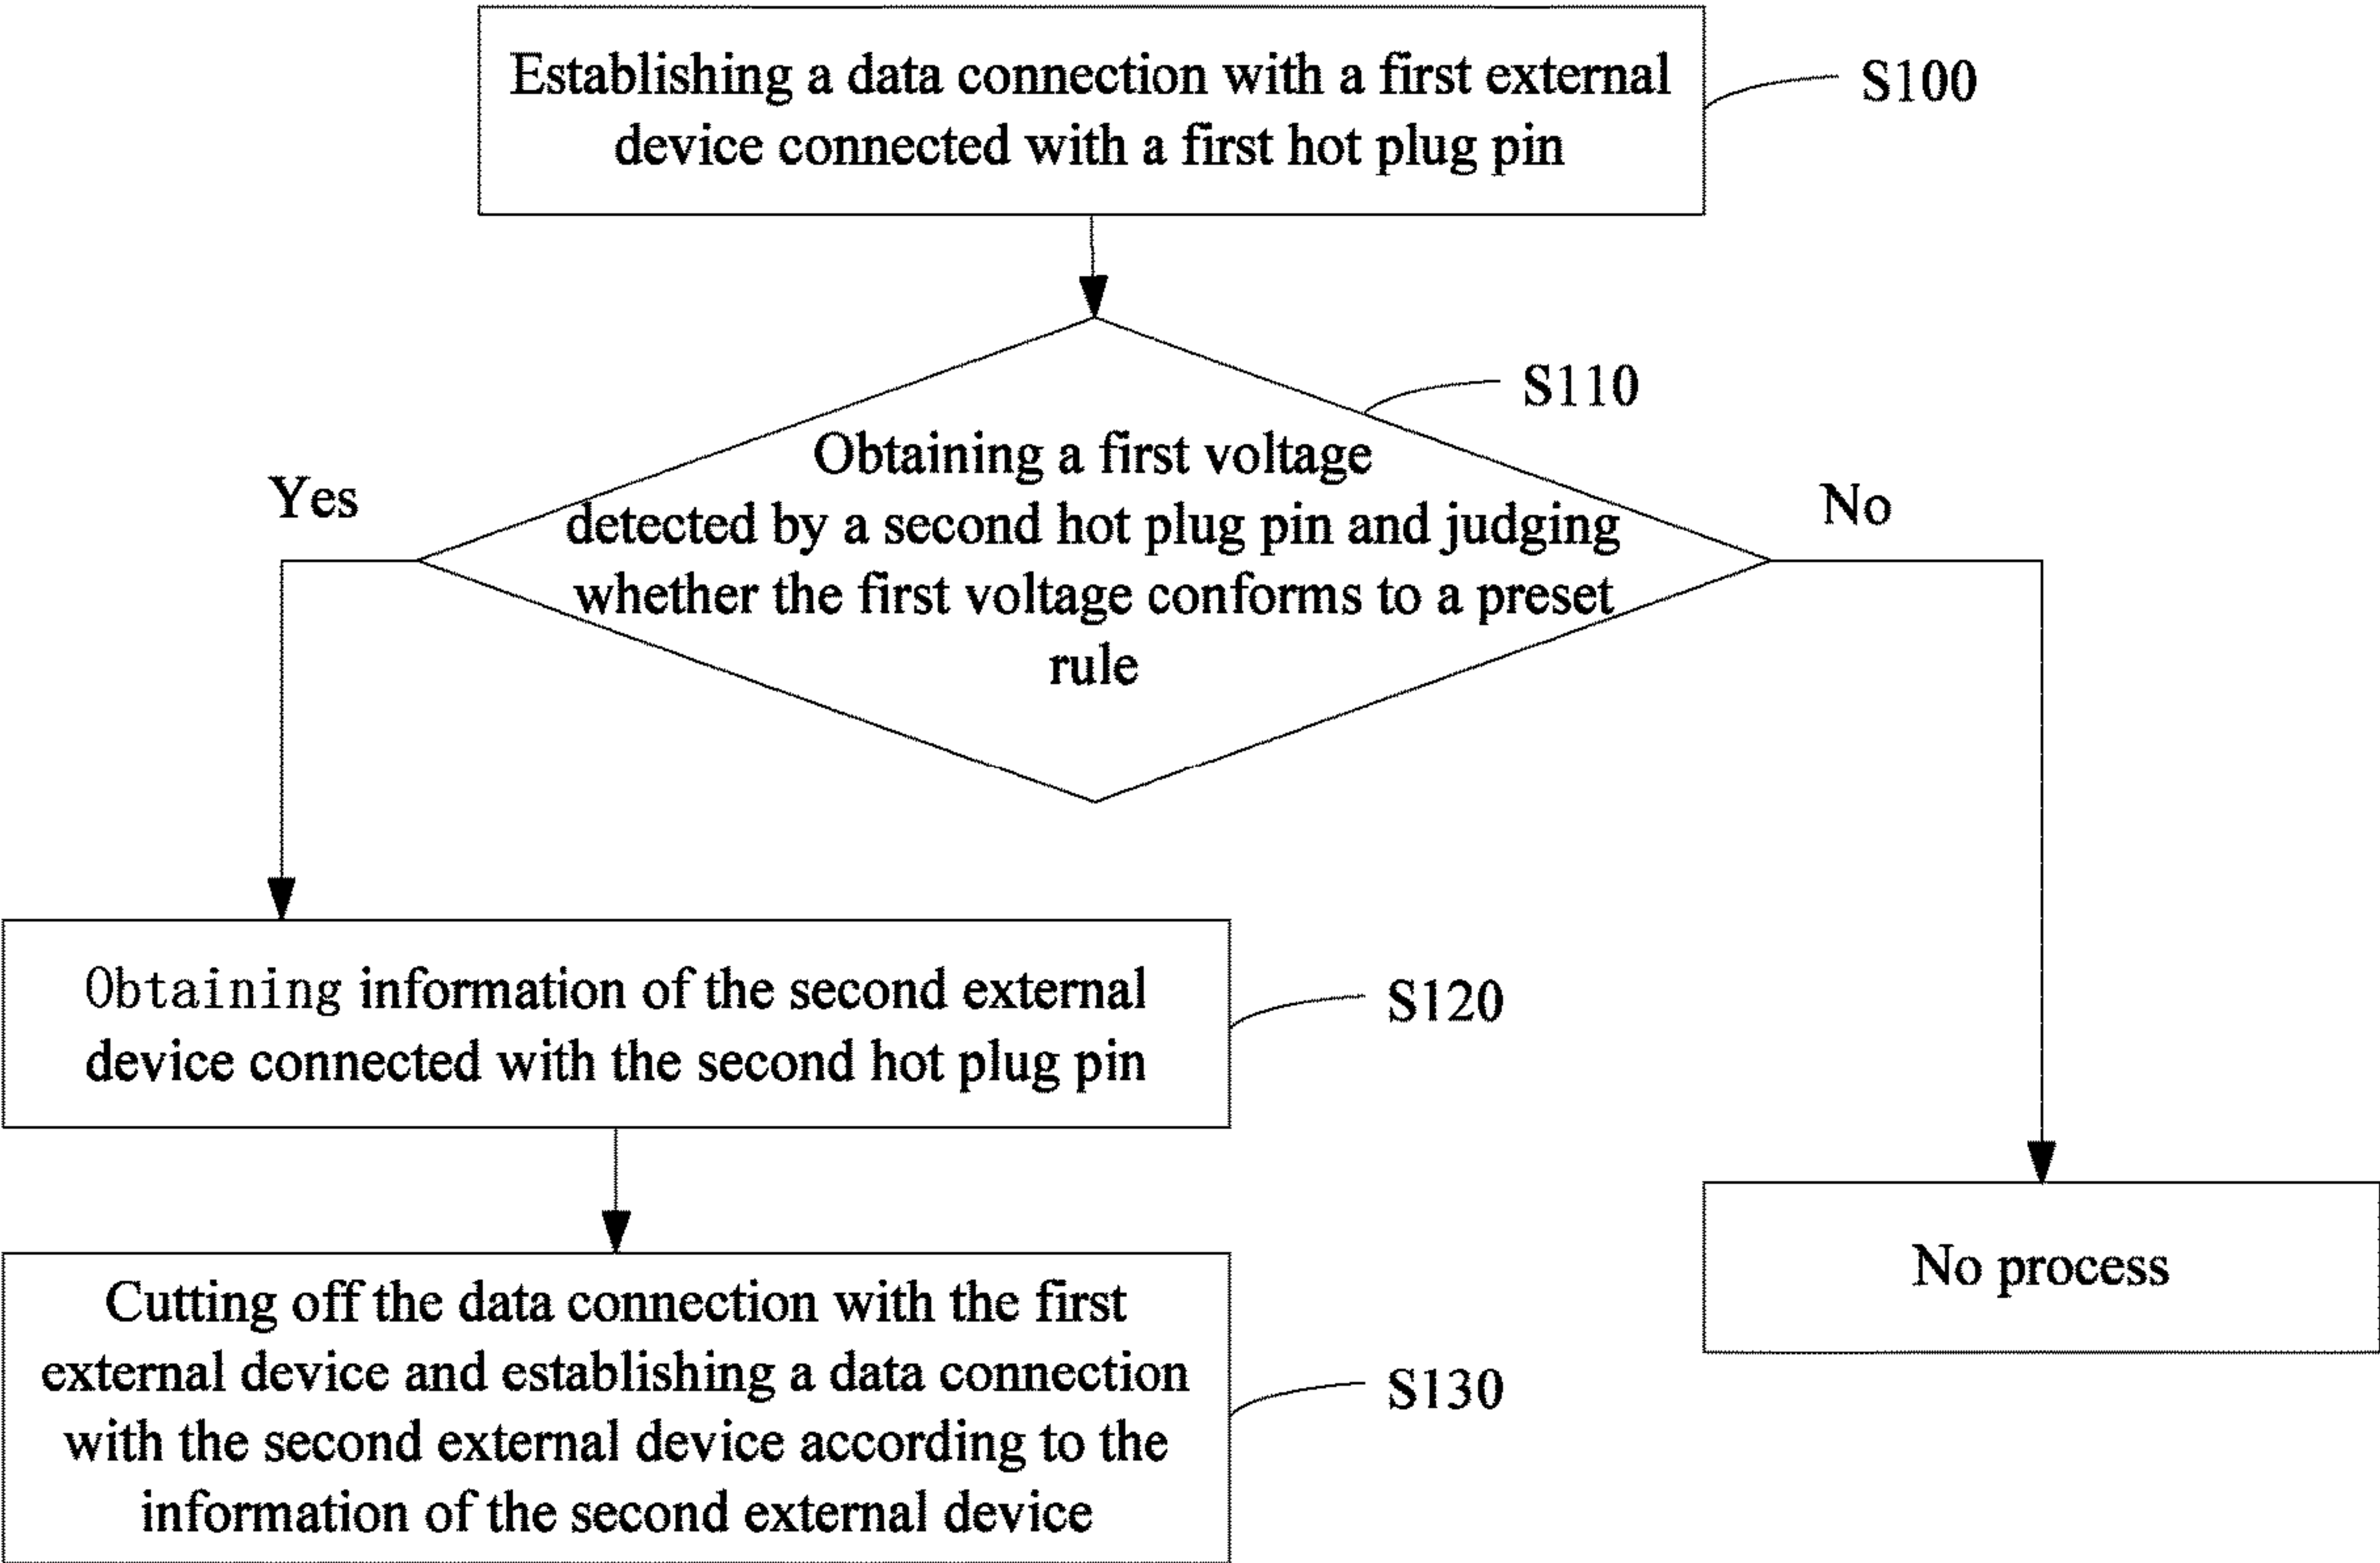 Establishing a data connection with a first external
device connected with a first hot plug pin
S100
S110
Obtaining a first voltage
detected by a second hot plug pin and judging
whether the first voltage conforms to a preset
rule
Yes
No
Obtaining information of the second external
device connected with the second hot plug pin
S120
Cutting off the data connection with the first
external device and establishing a data connection
with the second external device according to the
information of the second external device
S130
No process